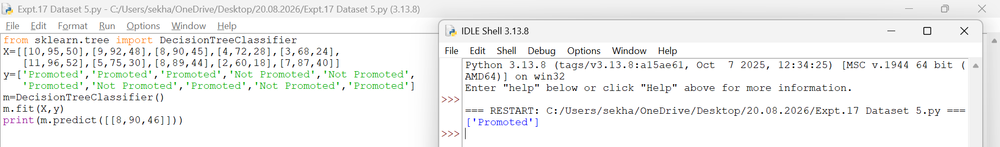 Expt.17 Dataset 5.py - C:/Users/sekha/OneDrive/Desktop/20.08.2026/Expt.17 Dataset 5.py (3.13.8)
File Edit Format Run Options Window Help
from sklearn.tree import DecisionTreeClassifier
X=[[10,95,50],[9,92,48],[8,90,45],[4,72,28],[3,68,24],
   [11,96,52],[5,75,30],[8,89,44],[2,60,18],[7,87,40]]
y=['Promoted','Promoted','Promoted','Not Promoted','Not Promoted',
   'Promoted','Not Promoted','Promoted','Not Promoted','Promoted']
m=DecisionTreeClassifier()
m.fit(X,y)
print(m.predict([[8,90,46]]))
IDLE Shell 3.13.8
File Edit Shell Debug Options Window Help
Python 3.13.8 (tags/v3.13.8:a15ae61, Oct  7 2025, 12:34:25) [MSC v.1944 64 bit (
AMD64)] on win32
Enter "help" below or click "Help" above for more information.
>>>
=== RESTART: C:/Users/sekha/OneDrive/Desktop/20.08.2026/Expt.17 Dataset 5.py ===
['Promoted']
>>>